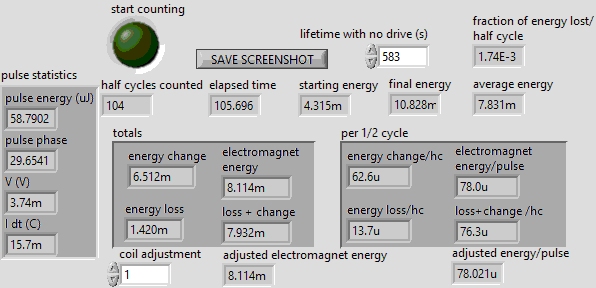 start counting
lifetime with no drive (s)
fraction of energy lost/
half cycle
SAVE SCREENSHOT
583
1.74E-3
pulse statistics
half cycles counted
elapsed time
starting energy
final energy
average energy
pulse energy (uJ)
104
105.696
4.315m
10.828m
7.831m
58.7902
pulse phase
29.6541
V (V)
3.74m
I dt (C)
15.7m
totals
energy change
electromagnet
energy
6.512m
8.114m
energy loss
loss + change
1.420m
7.932m
per 1/2 cycle
energy change/hc
electromagnet
energy/pulse
62.6u
78.0u
energy loss/hc
loss+change /hc
13.7u
76.3u
coil adjustment
adjusted electromagnet energy
adjusted energy/pulse
1
8.114m
78.021u